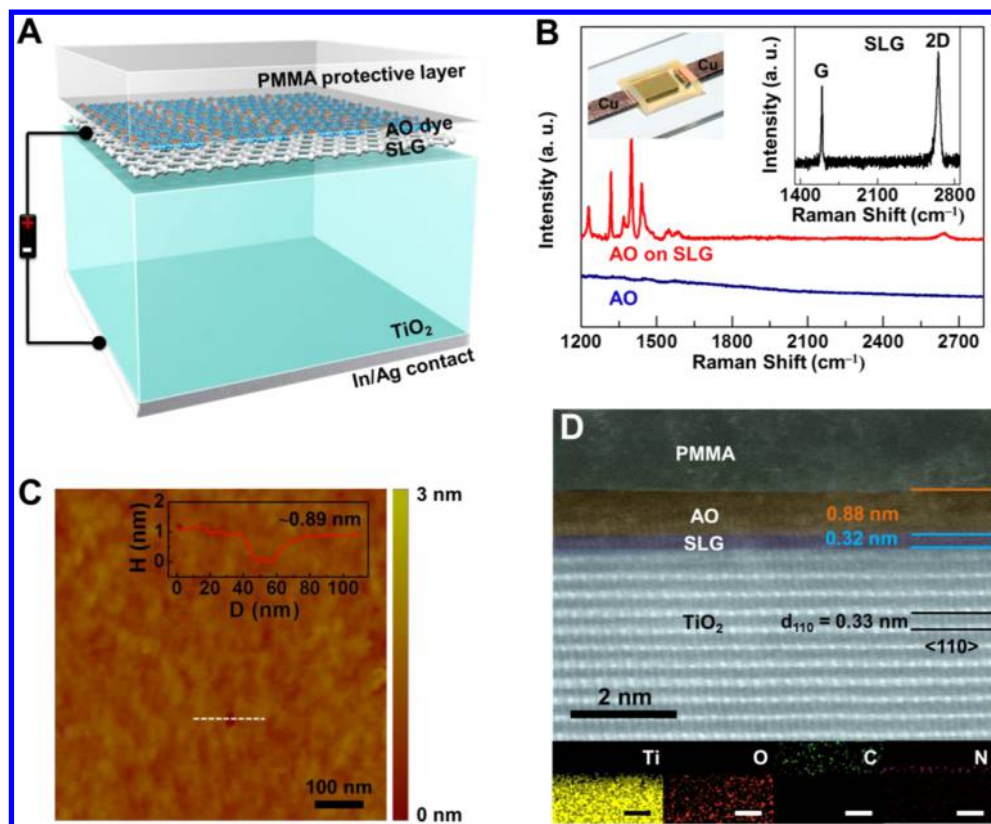 A
PMMA protective layer
AO dye
SLG
+
-
TiO₂
In/Ag contact
B
Cu
Cu
Intensity (a. u.)
AO on SLG
AO
1200 1500 1800 2100 2400 2700
Raman Shift (cm⁻¹)
SLG
2D
G
Intensity (a. u.)
1400 2100 2800
Raman Shift (cm⁻¹)
C
2
1
0
H (nm)
~0.89 nm
0 20 40 60 80 100
D (nm)
100 nm
3 nm
0 nm
D
PMMA
AO
0.88 nm
SLG
0.32 nm
TiO₂
d₁₁₀ = 0.33 nm
<110>
2 nm
Ti
O
C
N